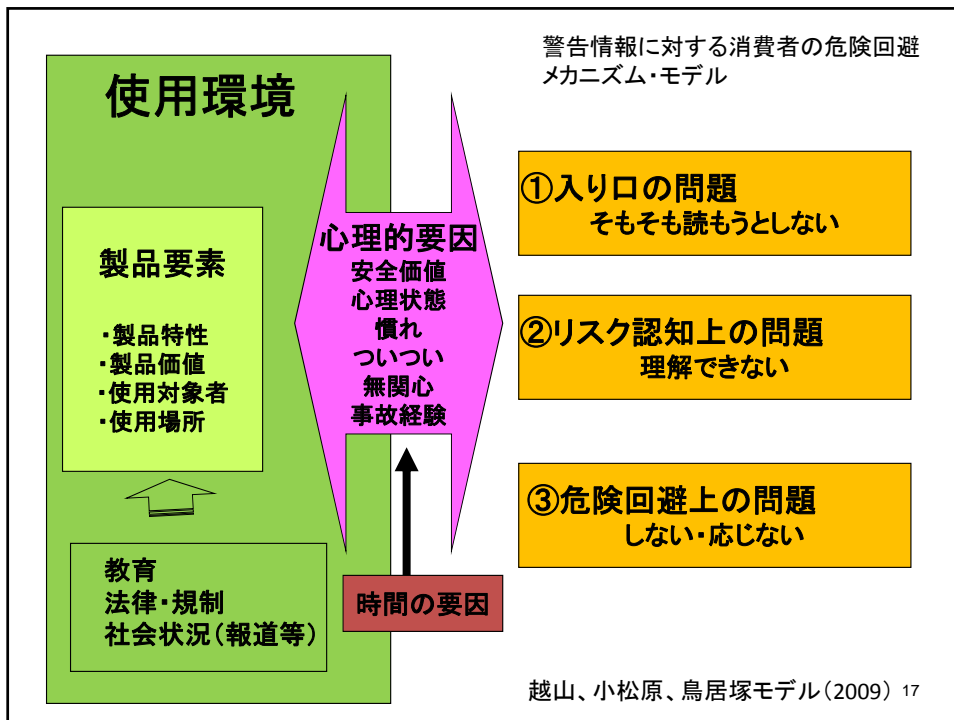 警告情報に対する消費者の危険回避
メカニズム・モデル
使用環境
製品要素
・製品特性
・製品価値
・使用対象者
・使用場所
教育
法律・規制
社会状況（報道等）
心理的要因
安全価値
心理状態
慣れ
ついつい
無関心
事故経験
時間の要因
①入り口の問題
そもそも読もうとしない
②リスク認知上の問題
理解できない
③危険回避上の問題
しない・応じない
越山、小松原、鳥居塚モデル（2009） 17